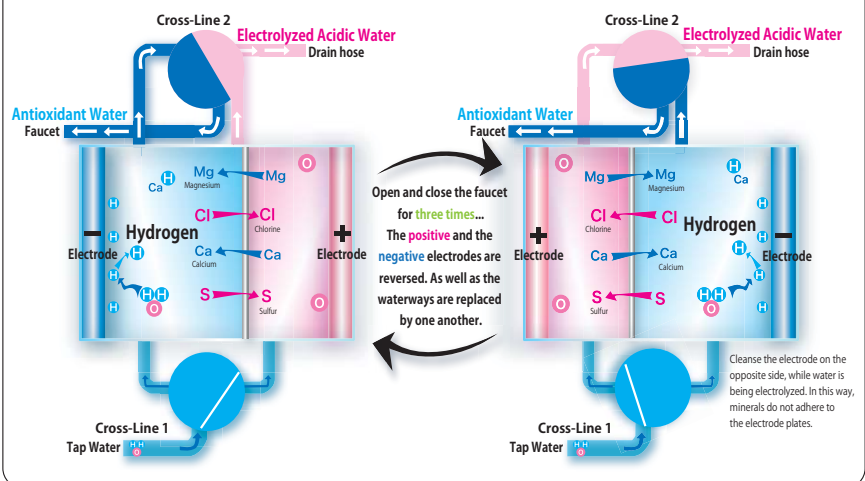 Cross-Line 2
Electrolyzed Acidic Water
Drain hose
Antioxidant Water
Faucet
H
Ca
O
Mg Mg
Magnesium
Cl Cl
Chlorine
Hydrogen
−
Electrode
+
Electrode
Ca Ca
Calcium
S S
Sulfur
H
H
H
H
H
H
H
HH
O
O
Cross-Line 1
Tap Water
HH
O
Open and close the faucet
for three times...
The positive and the
negative electrodes are
reversed. As well as the
waterways are replaced
by one another.
Cross-Line 2
Electrolyzed Acidic Water
Drain hose
Antioxidant Water
Faucet
O
H
Ca
Mg Mg
Magnesium
Cl Cl
Chlorine
Hydrogen
+
Electrode
−
Electrode
Ca Ca
Calcium
S S
Sulfur
H
H
H
H
H
H
H
HH
O
O
Cross-Line 1
Tap Water
HH
O
Cleanse the electrode on the
opposite side, while water is
being electrolyzed. In this way,
minerals do not adhere to
the electrode plates.